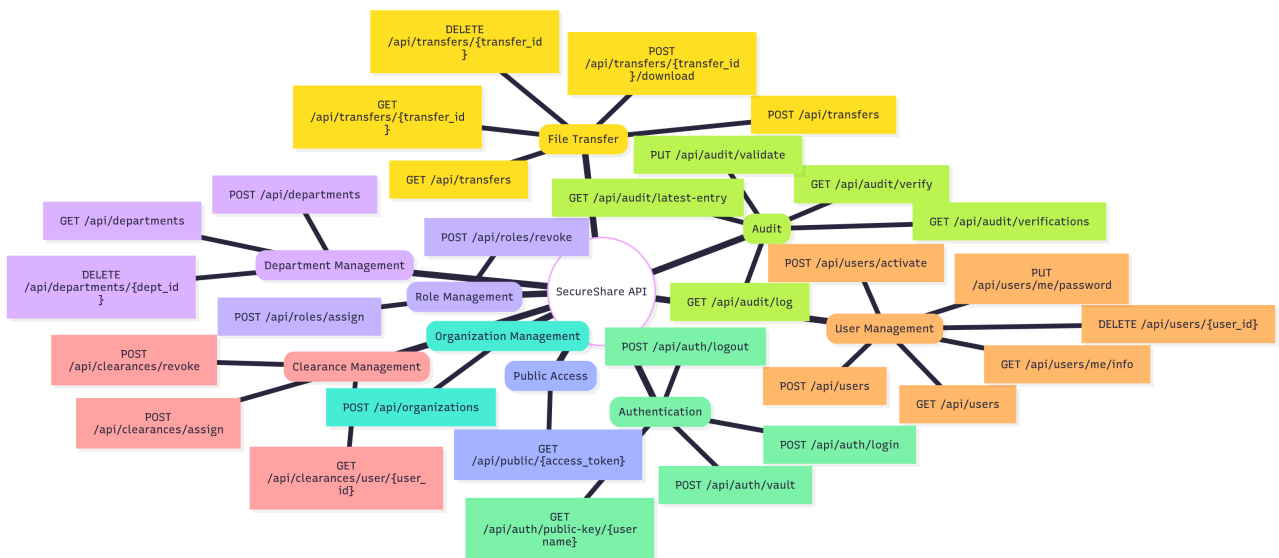 DELETE
/api/transfers/{transfer_id
}
POST
/api/transfers/{transfer_id
}/download
GET
/api/transfers/{transfer_id
}
POST /api/transfers
File Transfer
GET /api/transfers
PUT /api/audit/validate
GET /api/audit/verify
GET /api/audit/latest-entry
GET /api/audit/verifications
Audit
GET /api/audit/log
POST /api/departments
GET /api/departments
Department Management
DELETE
/api/departments/{dept_id
}
POST /api/roles/revoke
Role Management
POST /api/roles/assign
SecureShare API
POST /api/users/activate
PUT
/api/users/me/password
User Management
DELETE /api/users/{user_id}
GET /api/users/me/info
POST /api/users
GET /api/users
Organization Management
POST /api/organizations
POST
/api/clearances/revoke
Clearance Management
POST
/api/clearances/assign
GET
/api/clearances/user/{user_
id}
Public Access
GET
/api/public/{access_token}
POST /api/auth/logout
Authentication
POST /api/auth/login
POST /api/auth/vault
GET
/api/auth/public-key/{user
name}